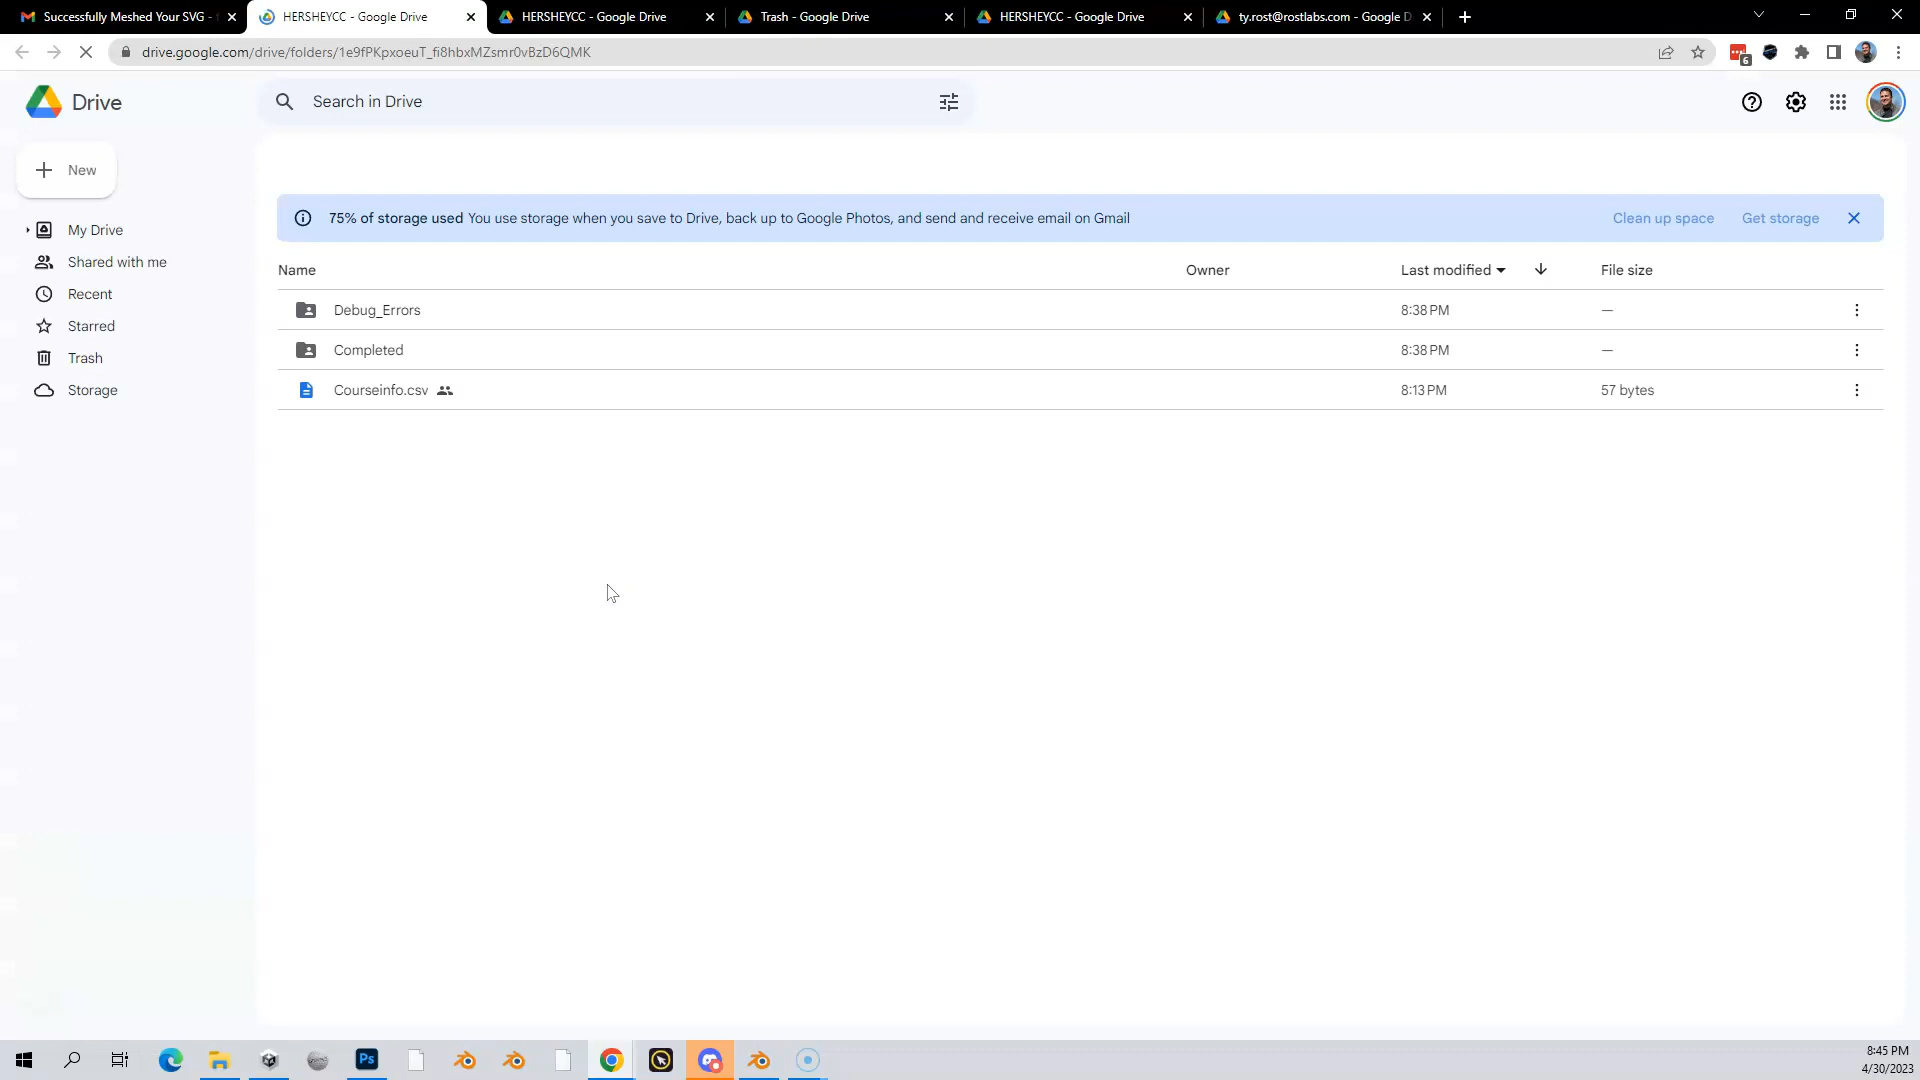 Successfully Meshed Your SVG -
HERSHEYCC - Google Drive
HERSHEYCC - Google Drive
Trash - Google Drive
HERSHEYCC - Google Drive
ty.rost@rostlabs.com - Google D
drive.google.com/drive/folders/1e9fPKpxoeuT_fi8hbxMZsmr0vBzD6QMK
6
Drive
Search in Drive
New
75% of storage used You use storage when you save to Drive, back up to Google Photos, and send and receive email on Gmail
Clean up space
Get storage
My Drive
Shared with me
Recent
Starred
Trash
Storage
Name
Owner
Last modified
File size
Debug_Errors
8:38 PM
—
Completed
8:38 PM
—
Courseinfo.csv
8:13 PM
57 bytes
Ps
8:45 PM
4/30/2023